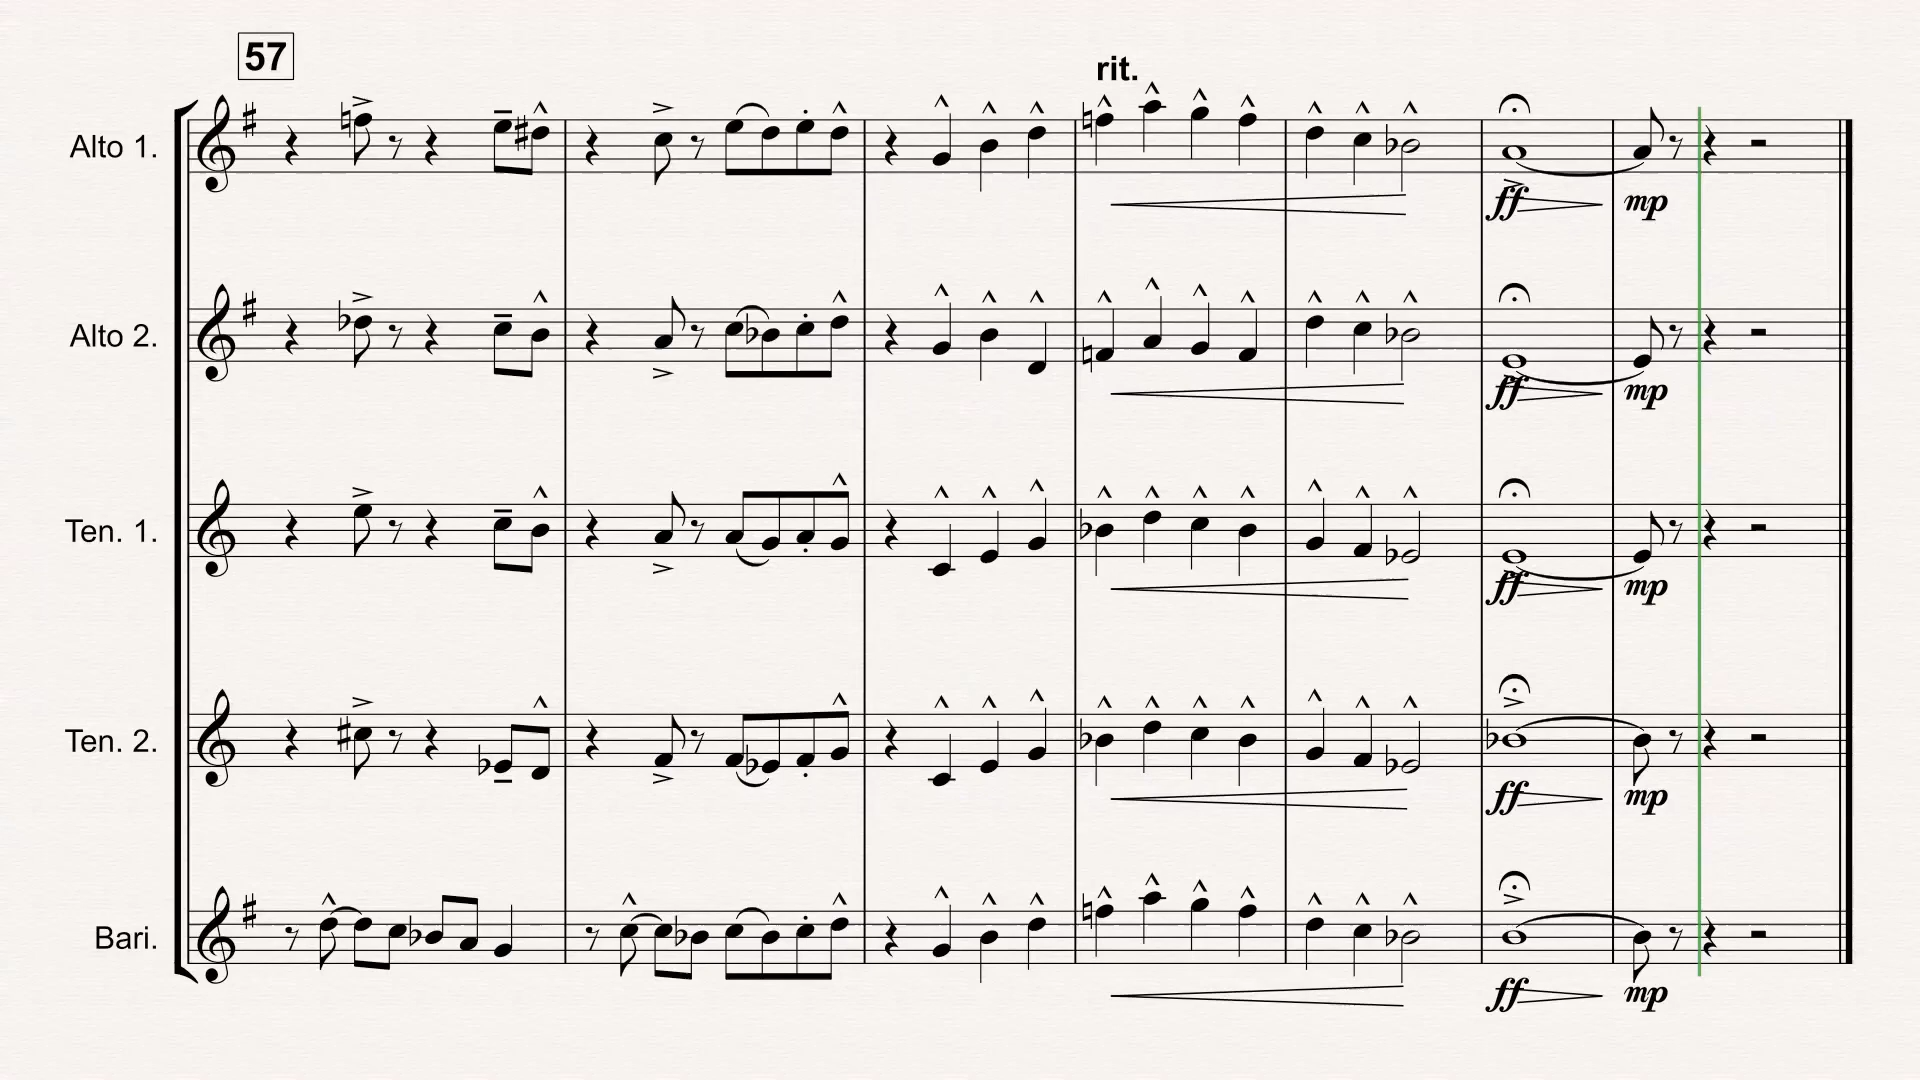 57
rit.
Alto 1.
ff mp
Alto 2.
ff mp
Ten. 1.
ff mp
Ten. 2.
ff mp
Bari.
ff mp